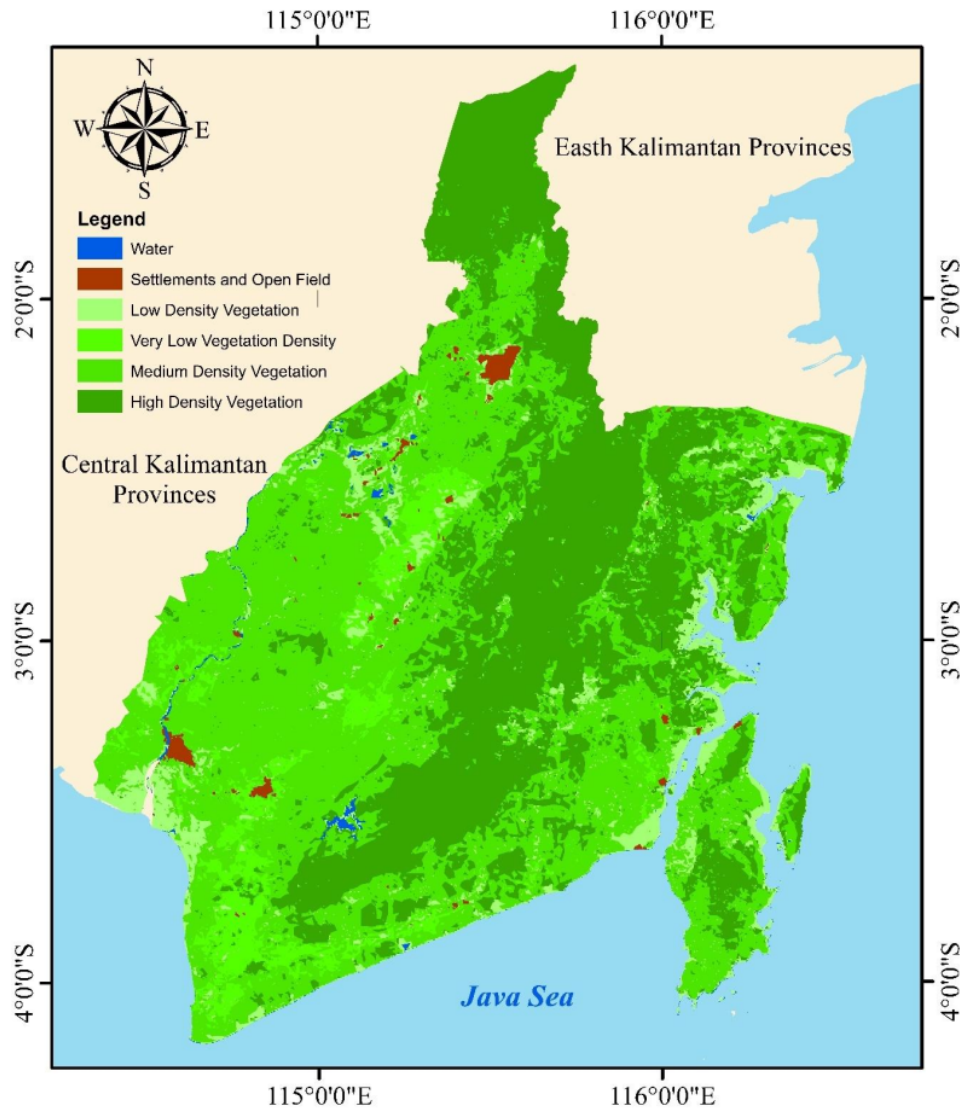 115°0'0"E
116°0'0"E
N
W
E
S
Easth Kalimantan Provinces
Legend
Water
Settlements and Open Field
Low Density Vegetation
Very Low Vegetation Density
Medium Density Vegetation
High Density Vegetation
2°0'0"S
2°0'0"S
Central Kalimantan
Provinces
3°0'0"S
3°0'0"S
4°0'0"S
4°0'0"S
Java Sea
115°0'0"E
116°0'0"E